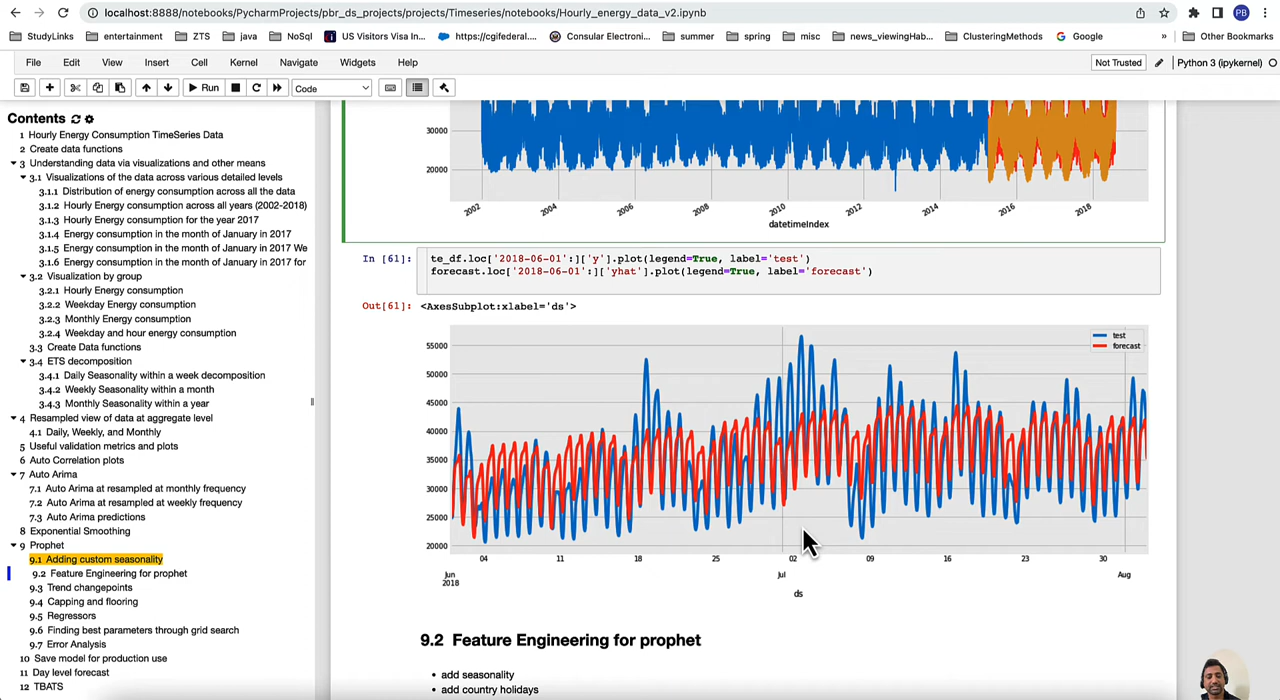 localhost:8888/notebooks/PycharmProjects/pbr_ds_projects/projects/Timeseries/notebooks/Hourly_energy_data_v2.ipynb
PB
StudyLinks entertainment ZTS java NoSql US Visitors Visa In... https://cgifederal.... Consular Electroni... summer spring misc news_viewingHab... ClusteringMethods Google » Other Bookmarks
File Edit View Insert Cell Kernel Navigate Widgets Help Not Trusted Python 3 (ipykernel)
Run Code
Contents
1 Hourly Energy Consumption TimeSeries Data
2 Create data functions
3 Understanding data via visualizations and other means
3.1 Visualizations of the data across various detailed levels
3.1.1 Distribution of energy consumption across all the data
3.1.2 Hourly Energy consumption across all years (2002-2018)
3.1.3 Hourly Energy consumption for the year 2017
3.1.4 Energy consumption in the month of January in 2017
3.1.5 Energy consumption in the month of January in 2017 We
3.1.6 Energy consumption in the month of January in 2017 for
3.2 Visualization by group
3.2.1 Hourly Energy consumption
3.2.2 Weekday Energy consumption
3.2.3 Monthly Energy consumption
3.2.4 Weekday and hour energy consumption
3.3 Create Data functions
3.4 ETS decomposition
3.4.1 Daily Seasonality within a week decomposition
3.4.2 Weekly Seasonality within a month
3.4.3 Monthly Seasonality within a year
4 Resampled view of data at aggregate level
4.1 Daily, Weekly, and Monthly
5 Useful validation metrics and plots
6 Auto Correlation plots
7 Auto Arima
7.1 Auto Arima at resampled at monthly frequency
7.2 Auto Arima at resampled at weekly frequency
7.3 Auto Arima predictions
8 Exponential Smoothing
9 Prophet
9.1 Adding custom seasonality
9.2 Feature Engineering for prophet
9.3 Trend changepoints
9.4 Capping and flooring
9.5 Regressors
9.6 Finding best parameters through grid search
9.7 Error Analysis
10 Save model for production use
11 Day level forecast
12 TBATS
30000
20000
2002 2004 2006 2008 2010 2012 2014 2016 2018
datetimeIndex
In [61]: te_df.loc['2018-06-01':]['y'].plot(legend=True, label='test')
forecast.loc['2018-06-01':]['yhat'].plot(legend=True, label='forecast')
Out[61]: <AxesSubplot:xlabel='ds'>
test
forecast
55000
50000
45000
40000
35000
30000
25000
20000
04 11 18 25 02 09 16 23 30
Jun Jul Aug
2018
ds
9.2 Feature Engineering for prophet
• add seasonality
• add country holidays